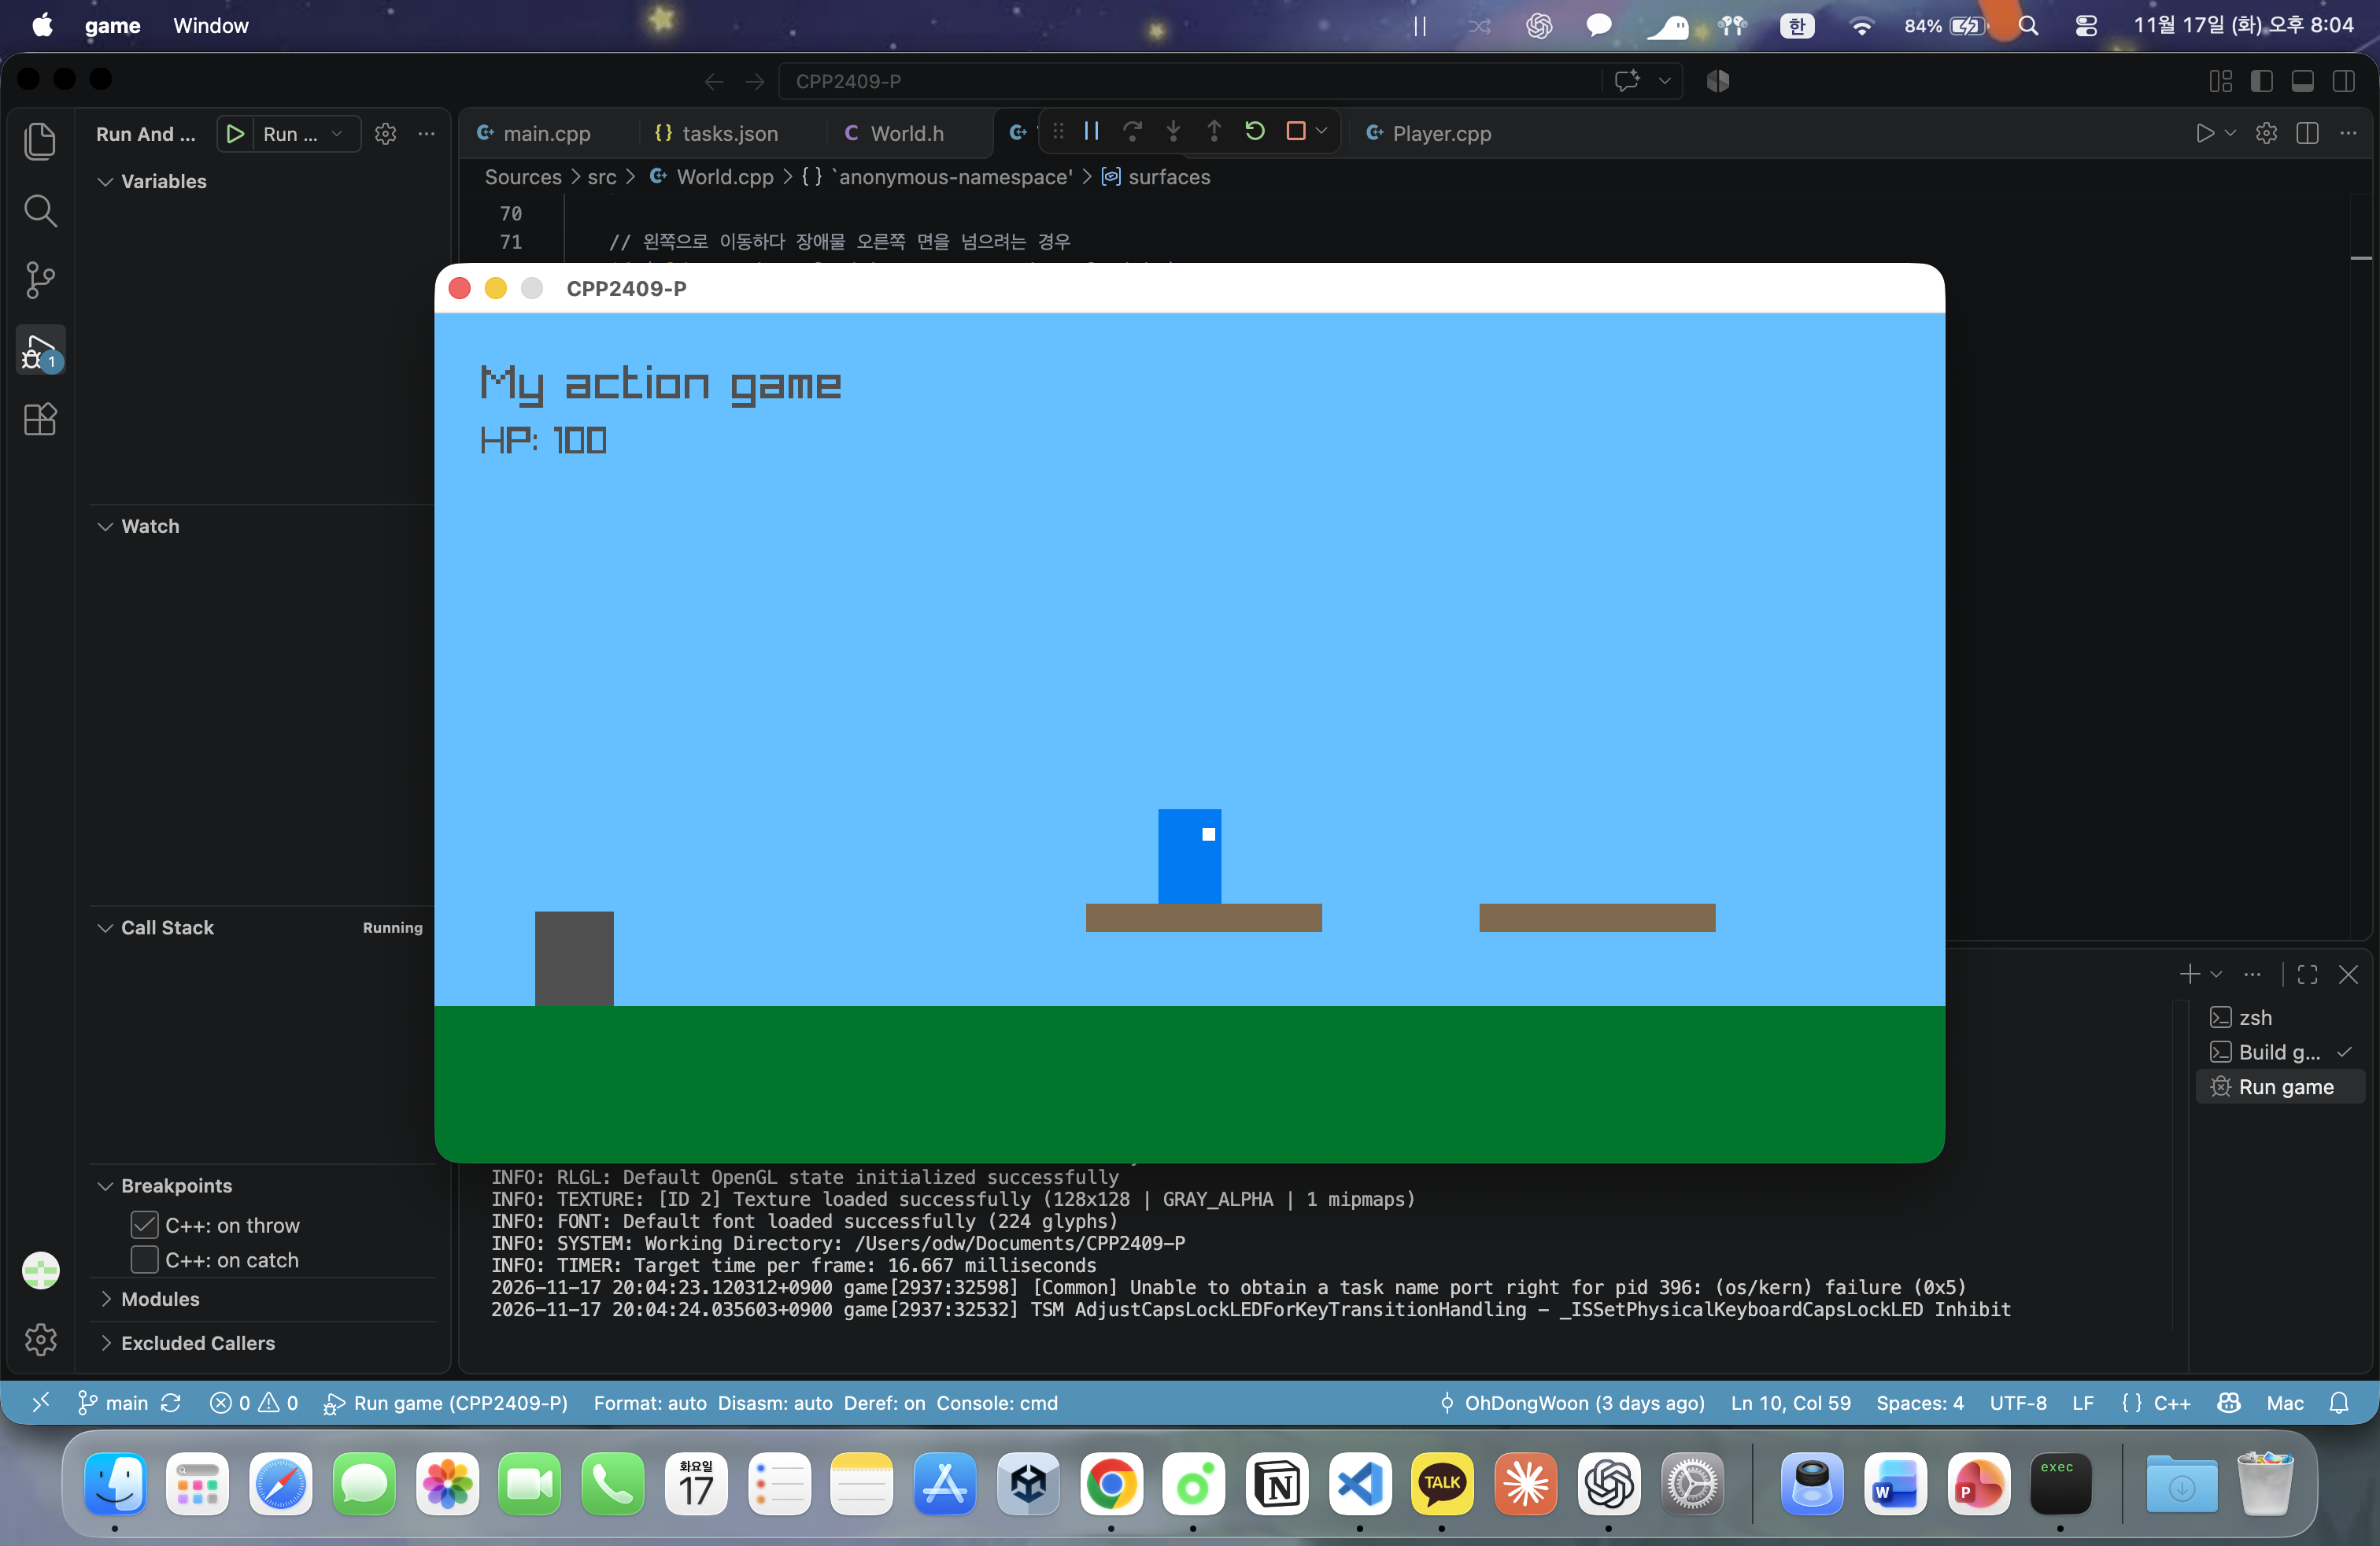 game Window
84%
한
11월 17일 (화) 오후 8:04
CPP2409-P
Run And ...
Run ...
main.cpp
{} tasks.json
C World.h
Player.cpp
Variables
Sources > src > World.cpp > {} `anonymous-namespace' > surfaces
70
71 // 왼쪽으로 이동하다 장애물 오른쪽 면을 넘으려는 경우
CPP2409-P
1
My action game
HP: 100
Watch
Call Stack
Running
Breakpoints
C++: on throw
C++: on catch
Modules
Excluded Callers
zsh
Build g...
Run game
INFO: RLGL: Default OpenGL state initialized successfully
INFO: TEXTURE: [ID 2] Texture loaded successfully (128x128 | GRAY_ALPHA | 1 mipmaps)
INFO: FONT: Default font loaded successfully (224 glyphs)
INFO: SYSTEM: Working Directory: /Users/odw/Documents/CPP2409-P
INFO: TIMER: Target time per frame: 16.667 milliseconds
2026-11-17 20:04:23.120312+0900 game[2937:32598] [Common] Unable to obtain a task name port right for pid 396: (os/kern) failure (0x5)
2026-11-17 20:04:24.035603+0900 game[2937:32532] TSM AdjustCapsLockLEDForKeyTransitionHandling - _ISSetPhysicalKeyboardCapsLockLED Inhibit
main
0
0
Run game (CPP2409-P)
Format: auto Disasm: auto Deref: on Console: cmd
OhDongWoon (3 days ago)
Ln 10, Col 59
Spaces: 4
UTF-8
LF
{} C++
Mac
화요일
17
N
TALK
W
P
exec